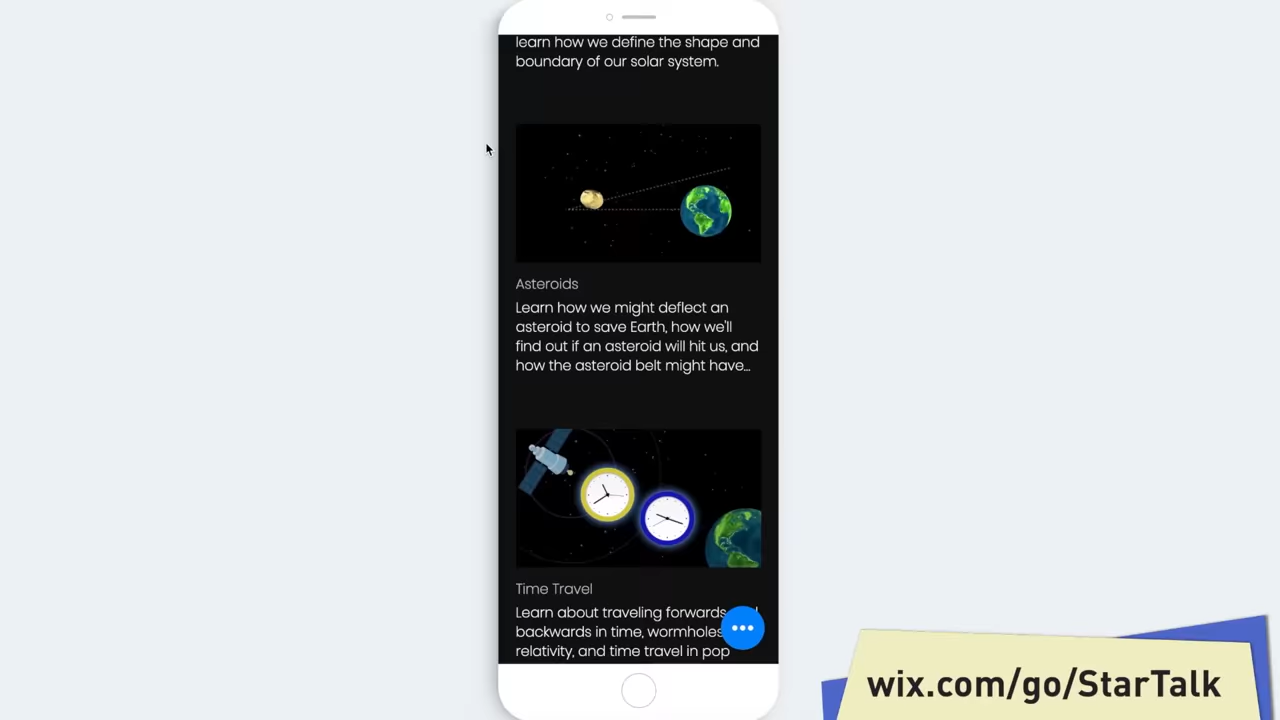 learn how we define the shape and
boundary of our solar system.
Asteroids
Learn how we might deflect an
asteroid to save Earth, how we'll
find out if an asteroid will hit us, and
how the asteroid belt might have...
Time Travel
Learn about traveling forwards
backwards in time, wormholes
relativity, and time travel in pop
wix.com/go/StarTalk